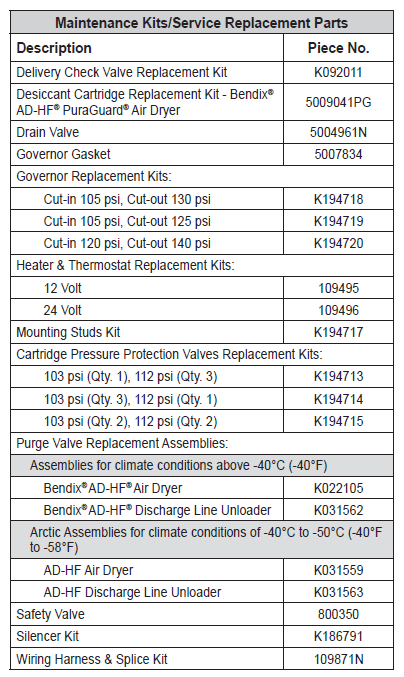 Maintenance Kits/Service Replacement Parts
Description Piece No.
Delivery Check Valve Replacement Kit K092011
Desiccant Cartridge Replacement Kit - Bendix®
AD-HF® PuraGuard® Air Dryer 5009041PG
Drain Valve 5004961N
Governor Gasket 5007834
Governor Replacement Kits:
Cut-in 105 psi, Cut-out 130 psi K194718
Cut-in 105 psi, Cut-out 125 psi K194719
Cut-in 120 psi, Cut-out 140 psi K194720
Heater & Thermostat Replacement Kits:
12 Volt 109495
24 Volt 109496
Mounting Studs Kit K194717
Cartridge Pressure Protection Valves Replacement Kits:
103 psi (Qty. 1), 112 psi (Qty. 3) K194713
103 psi (Qty. 3), 112 psi (Qty. 1) K194714
103 psi (Qty. 2), 112 psi (Qty. 2) K194715
Purge Valve Replacement Assemblies:
Assemblies for climate conditions above -40°C (-40°F)
Bendix® AD-HF® Air Dryer K022105
Bendix® AD-HF® Discharge Line Unloader K031562
Arctic Assemblies for climate conditions of -40°C to -50°C (-40°F
to -58°F)
AD-HF Air Dryer K031559
AD-HF Discharge Line Unloader K031563
Safety Valve 800350
Silencer Kit K186791
Wiring Harness & Splice Kit 109871N